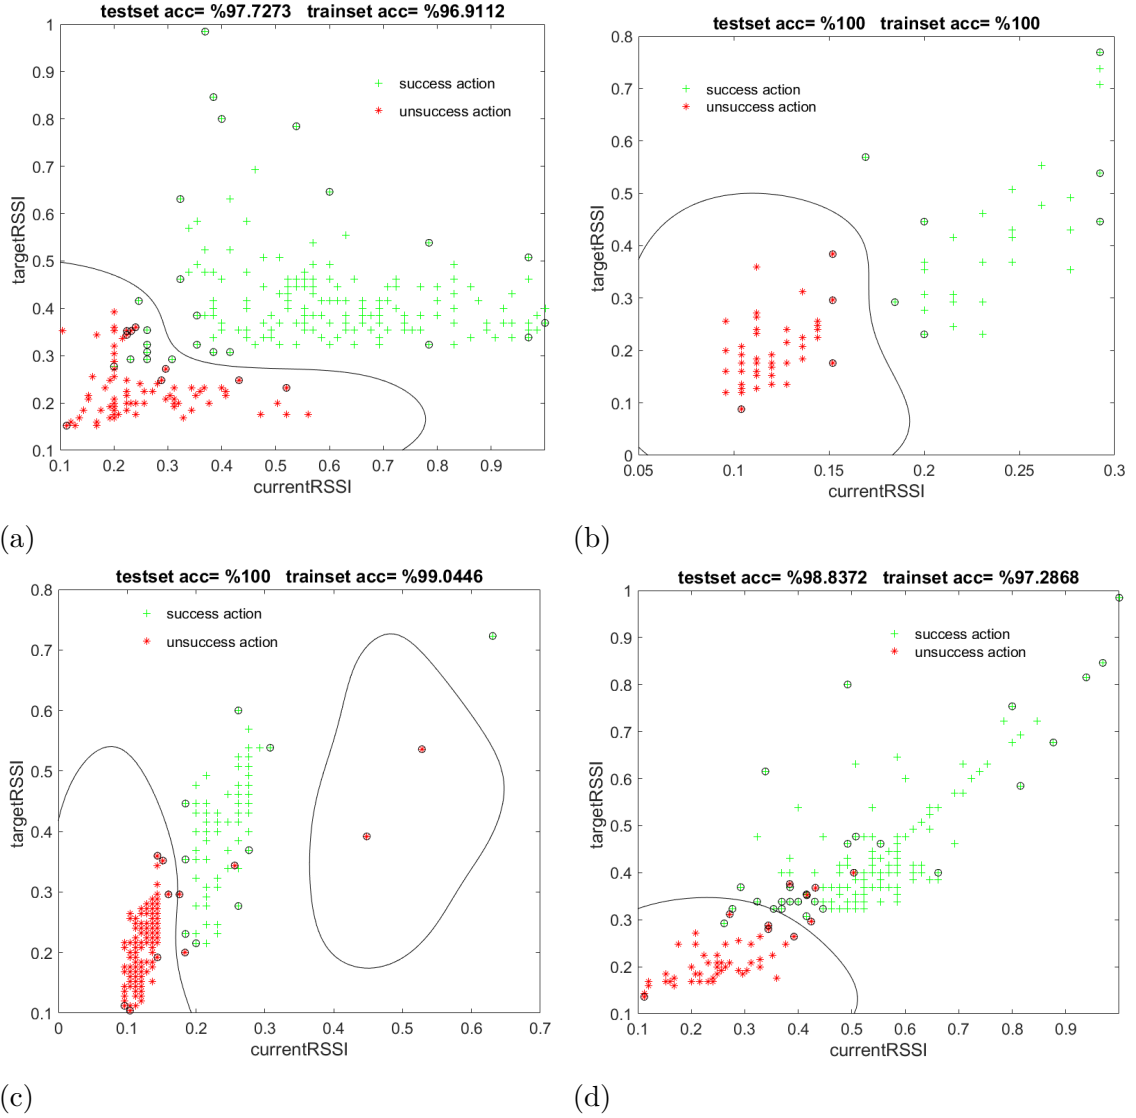 testset acc= %97.7273 trainset acc= %96.9112
1
0.9
0.8
0.7
0.6
0.5
0.4
0.3
0.2
0.1
targetRSSI
success action
unsuccess action
0.1 0.2 0.3 0.4 0.5 0.6 0.7 0.8 0.9
currentRSSI
(a)
testset acc= %100 trainset acc= %100
0.8
0.7
0.6
0.5
0.4
0.3
0.2
0.1
0
targetRSSI
success action
unsuccess action
0.05 0.1 0.15 0.2 0.25 0.3
currentRSSI
(b)
testset acc= %100 trainset acc= %99.0446
0.8
0.7
0.6
0.5
0.4
0.3
0.2
0.1
targetRSSI
success action
unsuccess action
0 0.1 0.2 0.3 0.4 0.5 0.6 0.7
currentRSSI
(c)
testset acc= %98.8372 trainset acc= %97.2868
1
0.9
0.8
0.7
0.6
0.5
0.4
0.3
0.2
0.1
targetRSSI
success action
unsuccess action
0.1 0.2 0.3 0.4 0.5 0.6 0.7 0.8 0.9
currentRSSI
(d)